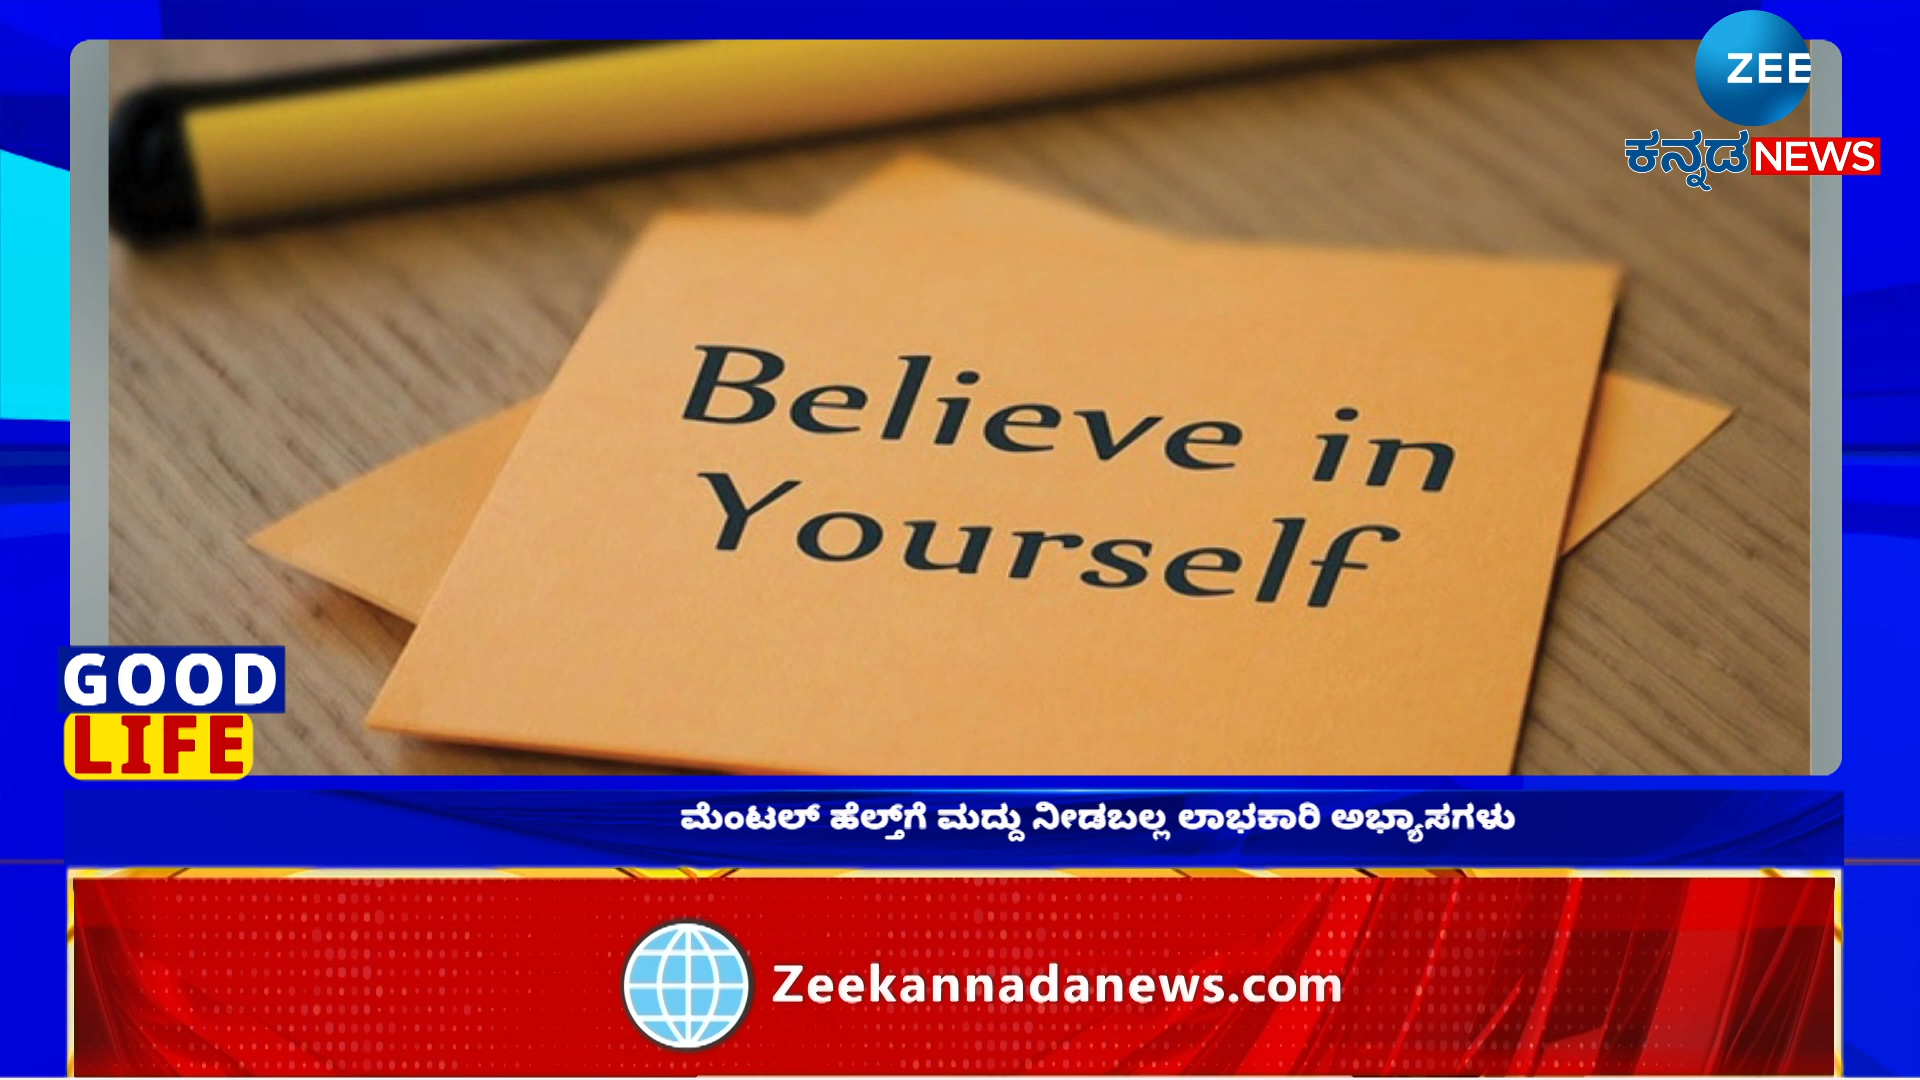 ZEE
ಕನ್ನಡ NEWS
Believe in
Yourself
GOOD
LIFE
ಮೆಂಟಲ್ ಹೆಲ್ತ್‌ಗೆ ಮದ್ದು ನೀಡಬಲ್ಲ ಲಾಭಕಾರಿ ಅಭ್ಯಾಸಗಳು
Zeekannadanews.com